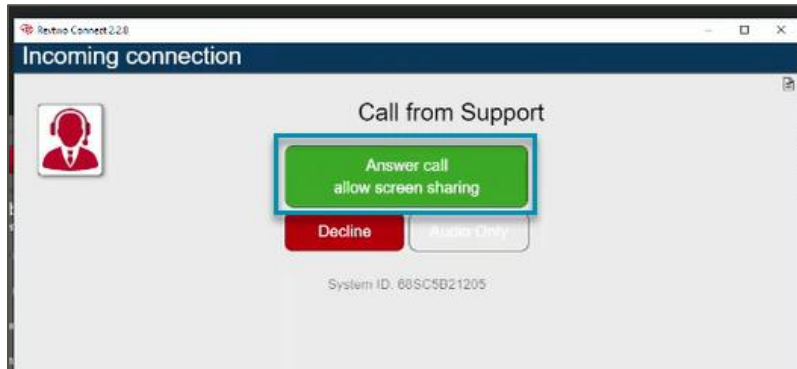 Revtwo Connect 2.2.8
Incoming connection
Call from Support
Answer call
allow screen sharing
Decline
Audio Only
System ID. 68SC5B21205